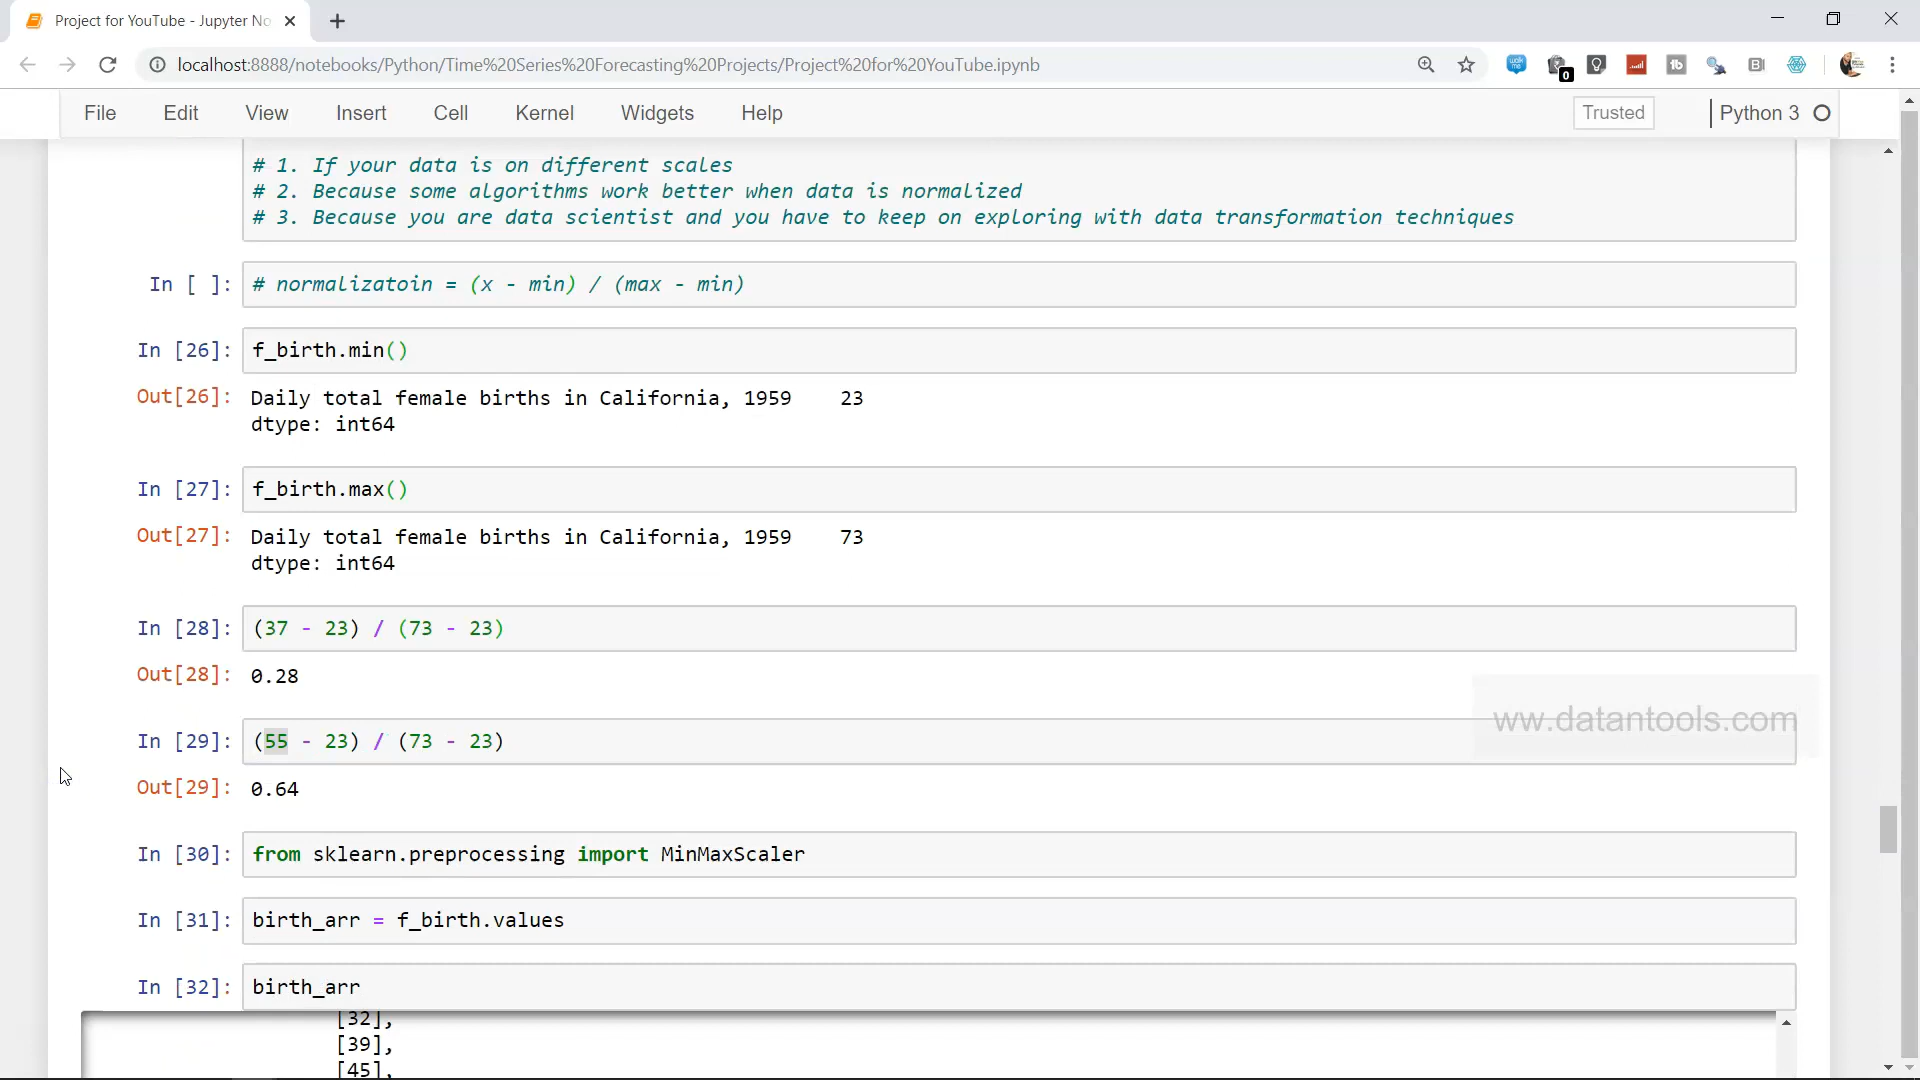 Project for YouTube - Jupyter No
localhost:8888/notebooks/Python/Time%20Series%20Forecasting%20Projects/Project%20for%20YouTube.ipynb
0
tb
B
File Edit View Insert Cell Kernel Widgets Help Trusted Python 3
# 1. If your data is on different scales
# 2. Because some algorithms work better when data is normalized
# 3. Because you are data scientist and you have to keep on exploring with data transformation techniques
In [ ]: # normalizatoin = (x - min) / (max - min)
In [26]: f_birth.min()
Out[26]: Daily total female births in California, 1959    23
dtype: int64
In [27]: f_birth.max()
Out[27]: Daily total female births in California, 1959    73
dtype: int64
In [28]: (37 - 23) / (73 - 23)
Out[28]: 0.28
ww.datantools.com
In [29]: (55 - 23) / (73 - 23)
Out[29]: 0.64
In [30]: from sklearn.preprocessing import MinMaxScaler
In [31]: birth_arr = f_birth.values
In [32]: birth_arr
[32],
[39],
[45],